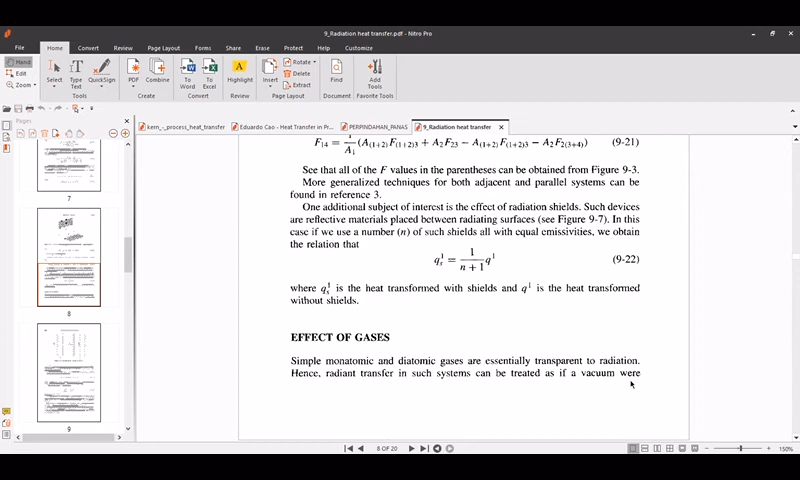 9_Radiation heat transfer.pdf - Nitro Pro
File Home Convert Review Page Layout Forms Share Erase Protect Help Customize
Hand
Edit
Zoom
Select
Type Text
QuickSign
Tools
PDF
Combine
Create
To Word
To Excel
Convert
Highlight
Review
Insert
Rotate
Delete
Extract
Page Layout
Find
Document
Add Tools
Favorite Tools
Pages
kern_-_process_heat_transfer
Eduardo Cao - Heat Transfer in Pr...
PERPINDAHAN_PANAS
9_Radiation heat transfer
7
8
9
F14 = 1/A1 (A(1+2)F(1+2)3 + A2F23 − A(1+2)F(1+2)3 − A2F2(3+4)) (9-21)
See that all of the F values in the parentheses can be obtained from Figure 9-3.
More generalized techniques for both adjacent and parallel systems can be
found in reference 3.
One additional subject of interest is the effect of radiation shields. Such devices
are reflective materials placed between radiating surfaces (see Figure 9-7). In this
case if we use a number (n) of such shields all with equal emissivities, we obtain
the relation that
q_s^1 = 1/(n + 1) q^1 (9-22)
where q_s^1 is the heat transformed with shields and q^1 is the heat transformed
without shields.
EFFECT OF GASES
Simple monatomic and diatomic gases are essentially transparent to radiation.
Hence, radiant transfer in such systems can be treated as if a vacuum were
8 OF 20
150%